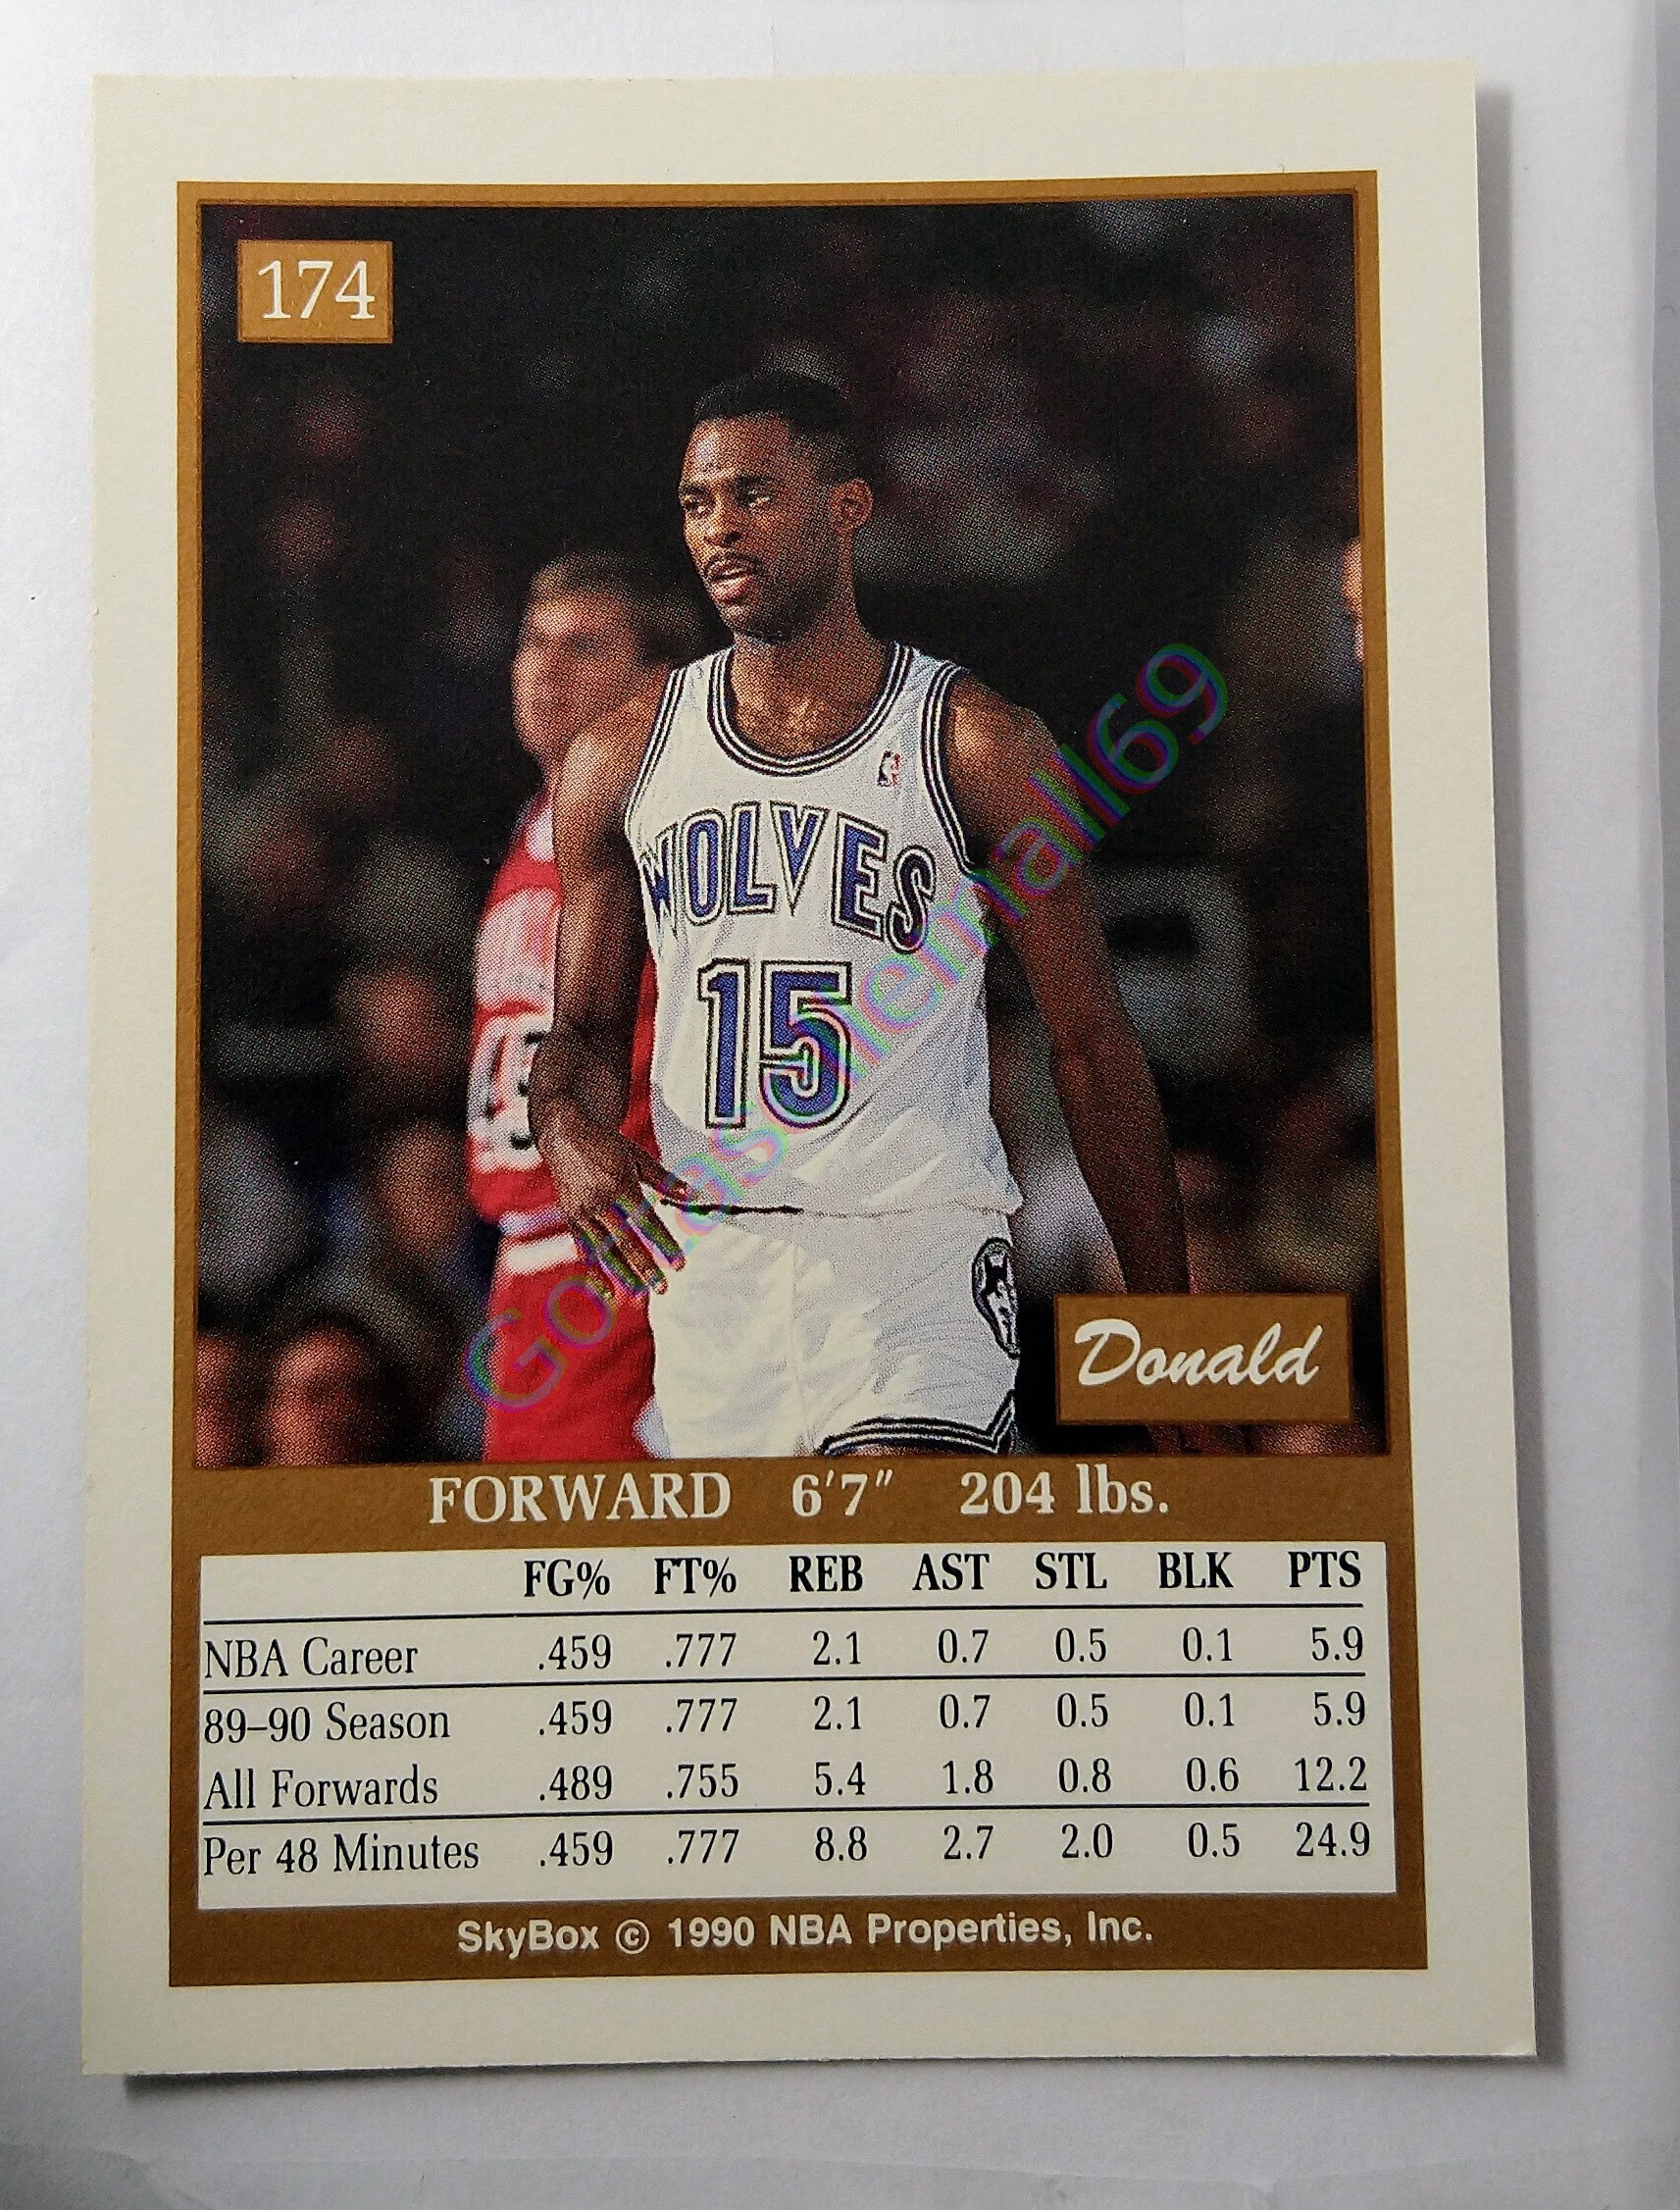 174
WOLVES
15
Gottasellemall69
Donald
FORWARD 6'7" 204 lbs.
FG% FT% REB AST STL BLK PTS
NBA Career .459 .777 2.1 0.7 0.5 0.1 5.9
89–90 Season .459 .777 2.1 0.7 0.5 0.1 5.9
All Forwards .489 .755 5.4 1.8 0.8 0.6 12.2
Per 48 Minutes .459 .777 8.8 2.7 2.0 0.5 24.9
SkyBox © 1990 NBA Properties, Inc.